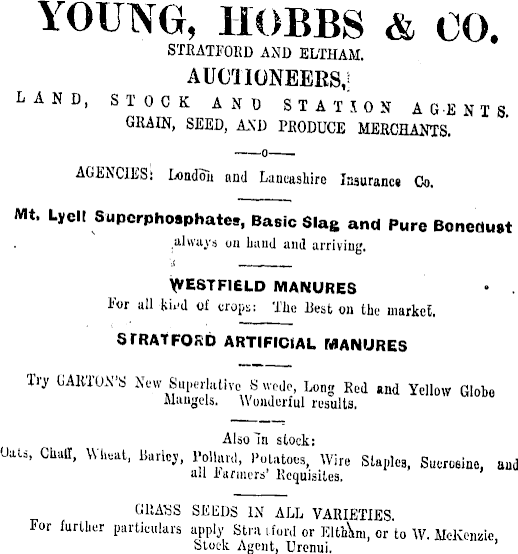 YOUNG, HOBBS & CO.
STRATFORD AND ELTHAM.
AUCTIONEERS,
LAND, STOCK AND STATION AGENTS.
GRAIN, SEED, AND PRODUCE MERCHANTS.
AGENCIES: London and Lancashire Insurance Co.
Mt. Lyell Superphosphates, Basic Slag and Pure Bonedust
always on hand and arriving.
WESTFIELD MANURES
For all kind of crops: The Best on the market.
STRATFORD ARTIFICIAL MANURES
Try GARTON'S New Superlative Swede, Long Red and Yellow Globe
Mangels. Wonderful results.
Also in stock:
Oats, Chaff, Wheat, Barley, Pollard, Potatoes, Wire Staples, Sucrosine, and
all Farmers' Requisites.
GRASS SEEDS IN ALL VARIETIES.
For further particulars apply Stratford or Eltham, or to W. McKenzie,
Stock Agent, Urenui.